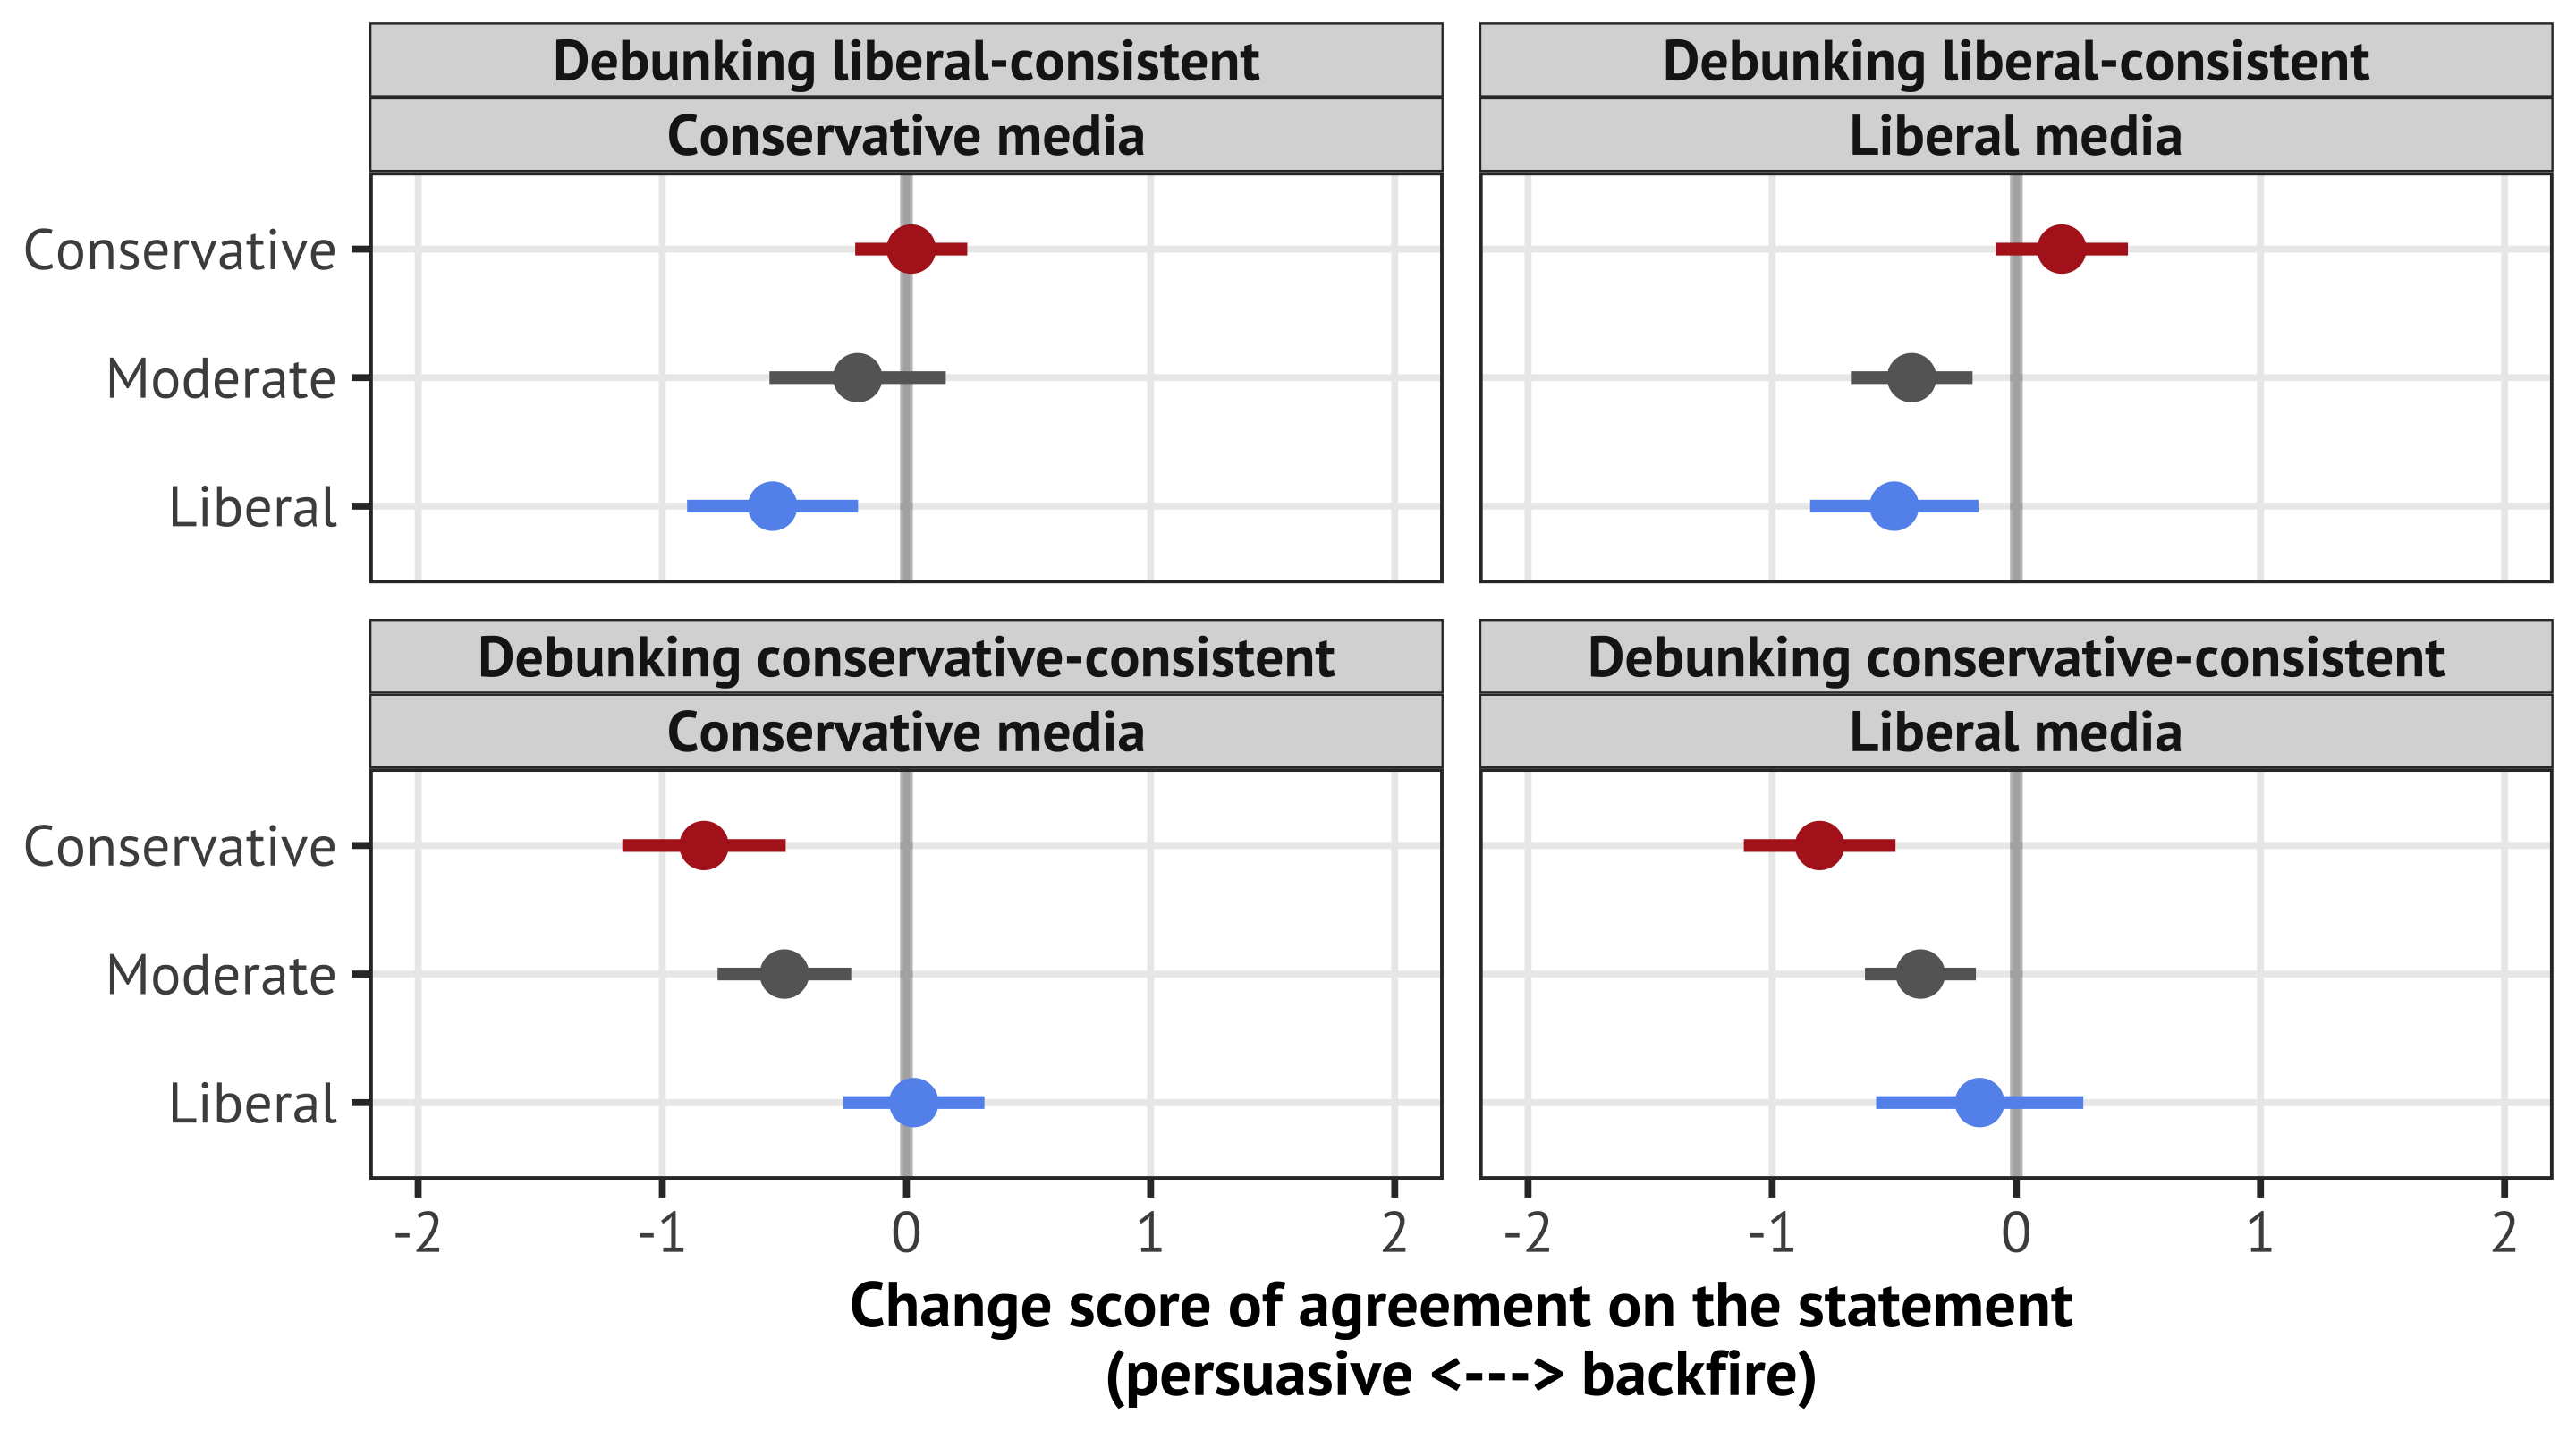 Debunking liberal-consistent
Conservative media
Debunking liberal-consistent
Liberal media
Conservative
Moderate
Liberal
Debunking conservative-consistent
Conservative media
Debunking conservative-consistent
Liberal media
Conservative
Moderate
Liberal
-2 -1 0 1 2
-2 -1 0 1 2
Change score of agreement on the statement
(persuasive <---> backfire)